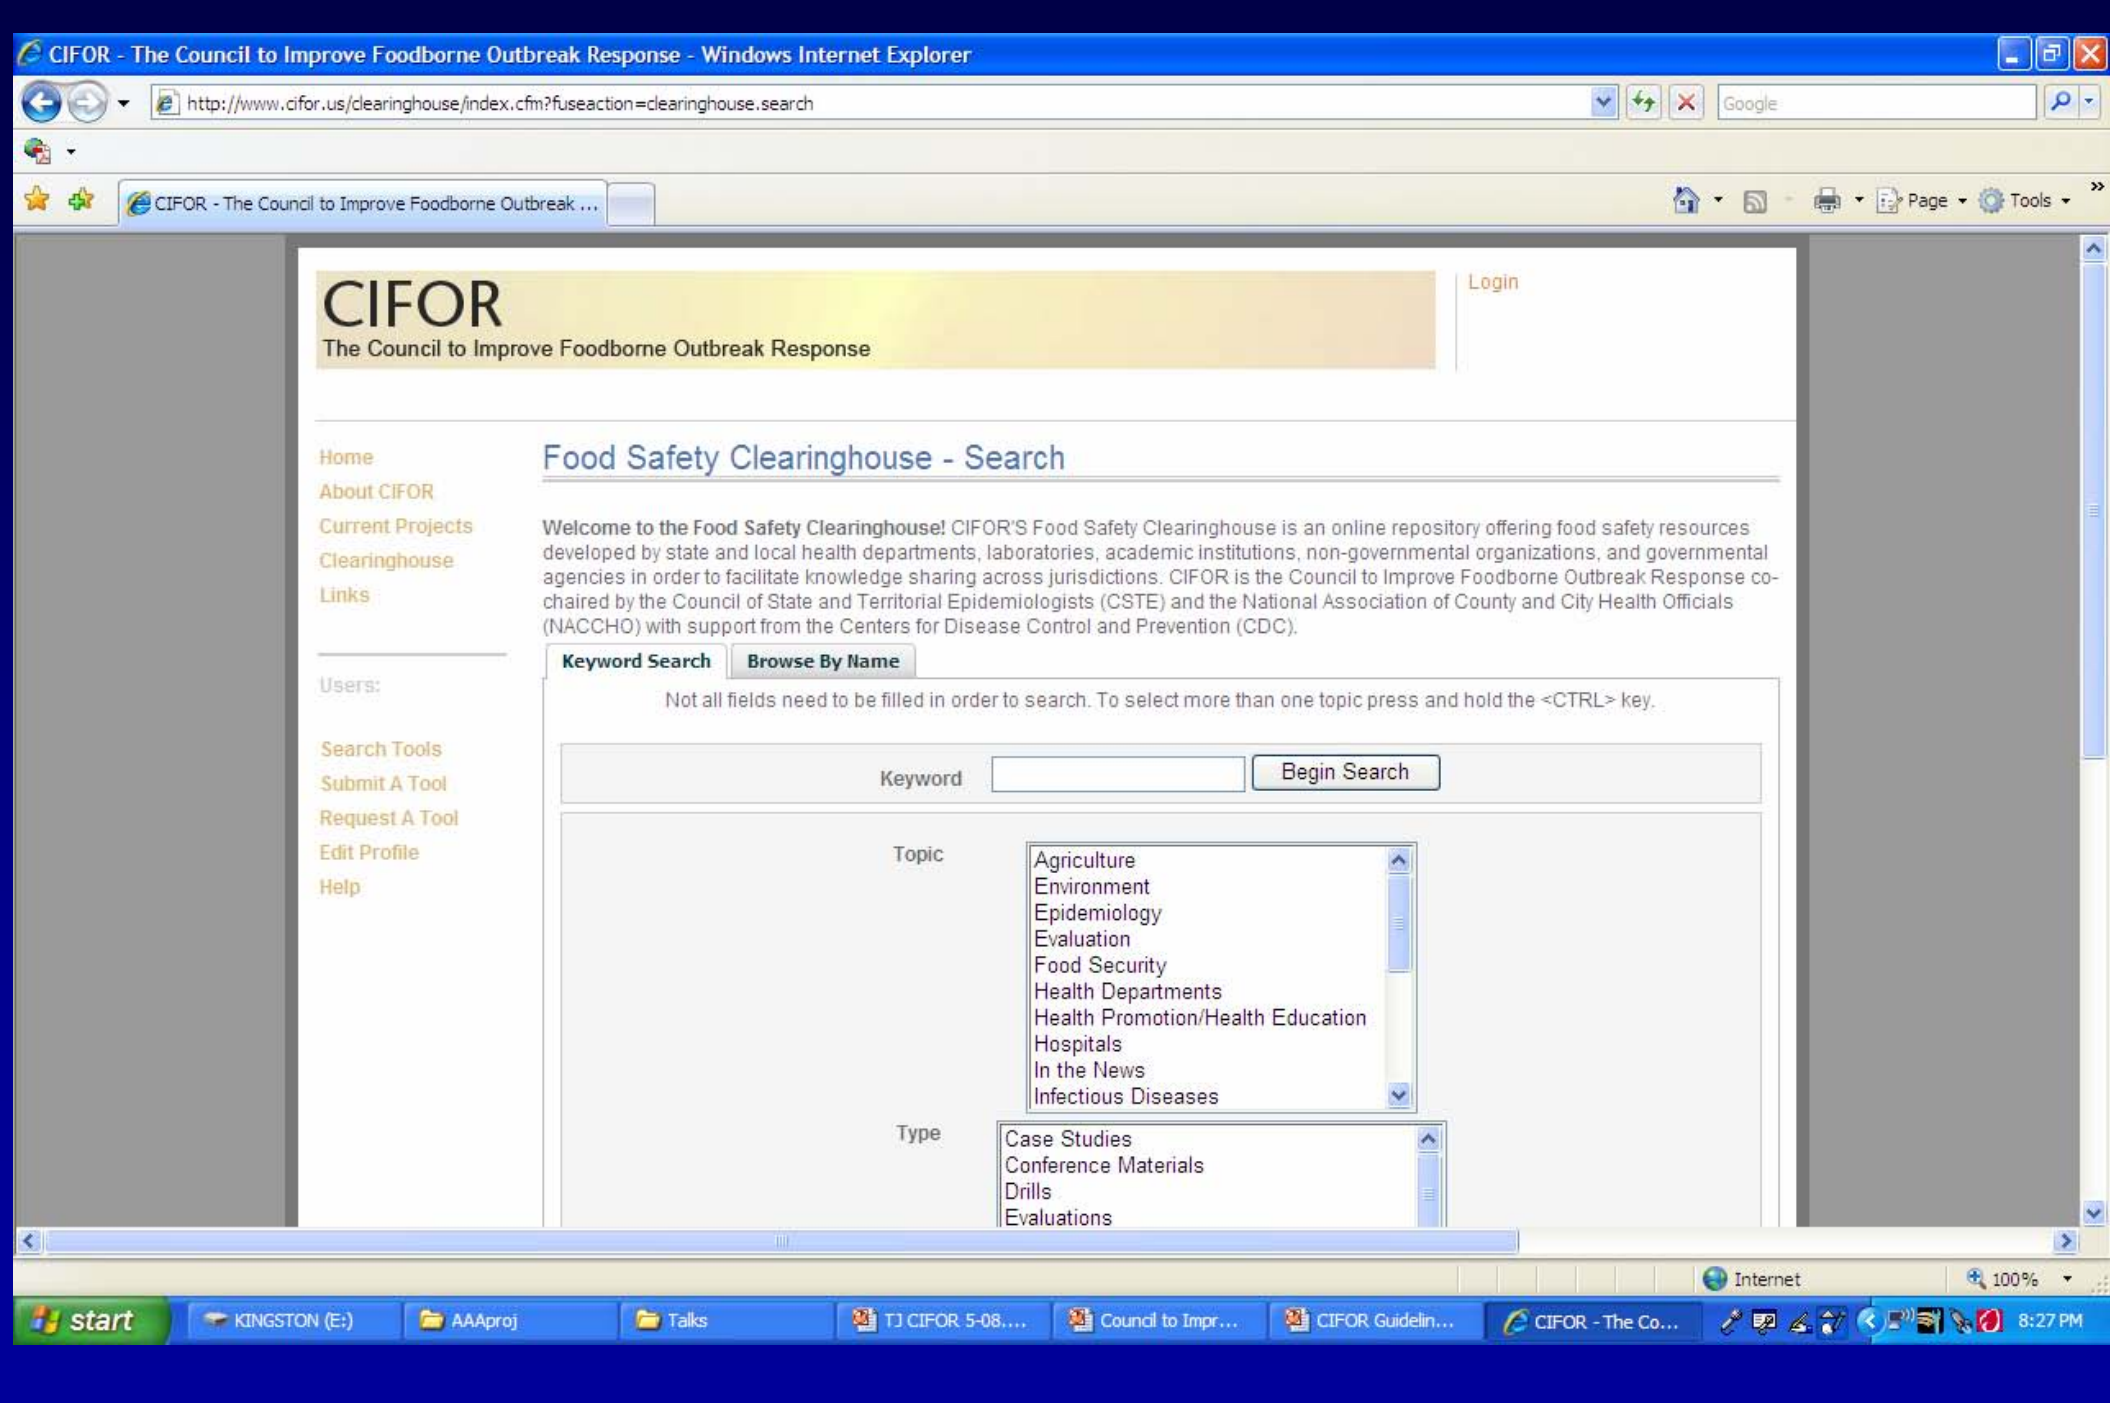 CIFOR - The Council to Improve Foodborne Outbreak Response - Windows Internet Explorer
http://www.cifor.us/clearinghouse/index.cfm?fuseaction=clearinghouse.search
Google
CIFOR - The Council to Improve Foodborne Outbreak ...
Page
Tools
CIFOR
The Council to Improve Foodborne Outbreak Response
Login
Home
About CIFOR
Current Projects
Clearinghouse
Links
Users:
Search Tools
Submit A Tool
Request A Tool
Edit Profile
Help
Food Safety Clearinghouse - Search
Welcome to the Food Safety Clearinghouse! CIFOR'S Food Safety Clearinghouse is an online repository offering food safety resources
developed by state and local health departments, laboratories, academic institutions, non-governmental organizations, and governmental
agencies in order to facilitate knowledge sharing across jurisdictions. CIFOR is the Council to Improve Foodborne Outbreak Response co-
chaired by the Council of State and Territorial Epidemiologists (CSTE) and the National Association of County and City Health Officials
(NACCHO) with support from the Centers for Disease Control and Prevention (CDC).
Keyword Search
Browse By Name
Not all fields need to be filled in order to search. To select more than one topic press and hold the <CTRL> key.
Keyword
Begin Search
Topic
Agriculture
Environment
Epidemiology
Evaluation
Food Security
Health Departments
Health Promotion/Health Education
Hospitals
In the News
Infectious Diseases
Type
Case Studies
Conference Materials
Drills
Evaluations
Internet
100%
start
KINGSTON (E:)
AAAproj
Talks
TJ CIFOR 5-08....
Council to Impr...
CIFOR Guidelin...
CIFOR - The Co...
8:27 PM